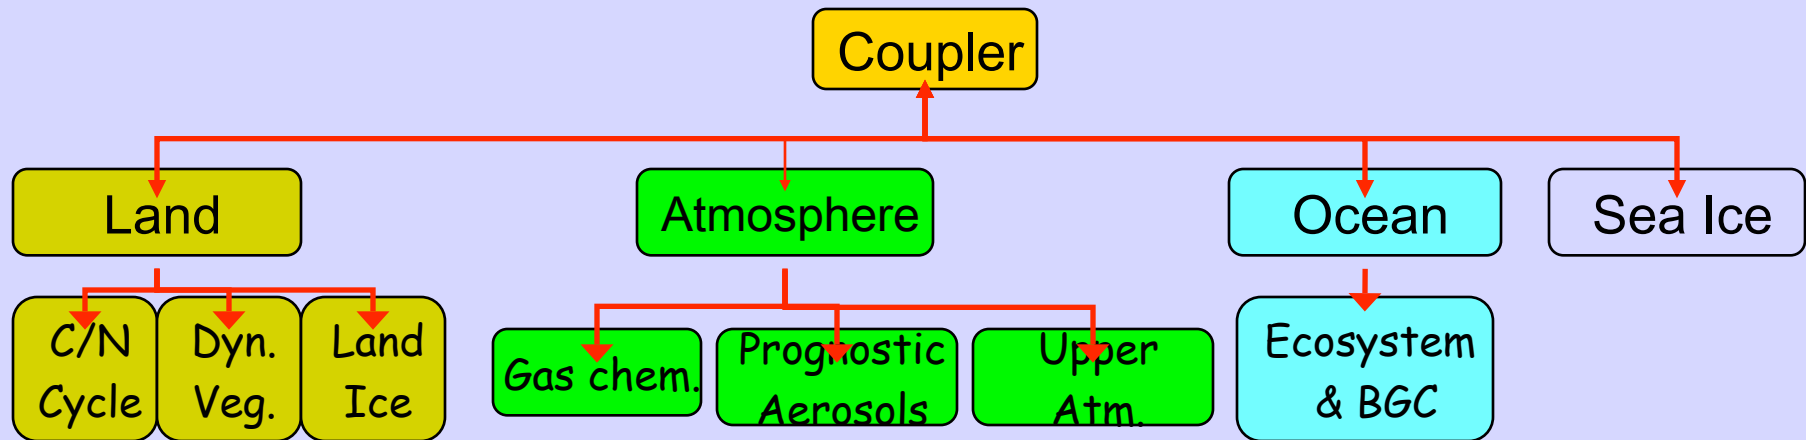 Coupler
Land
Atmosphere
Ocean
Sea Ice
C/N
Cycle
Dyn.
Veg.
Land
Ice
Gas chem.
Prognostic
Aerosols
Upper
Atm.
Ecosystem
& BGC